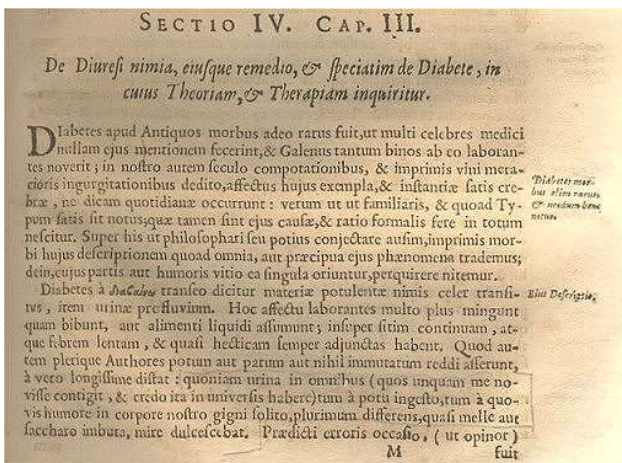 SECTIO IV. CAP. III.
De Diuresi nimia, eiusque remedio, & speciatim de Diabete, in
cuius Theoriam, & Therapiam inquiritur.
DIabetes apud Antiquos morbus adeo rarus fuit, ut multi celebres medici
nullam ejus mentionem fecerint, & Galenus tantum binos ab eo laboran-
tes noverit; in nostro autem seculo compotationibus, & imprimis vini mera-
cioris ingurgitationibus dedito, affectus hujus exempla, & instantiæ satis cre-
bræ, ne dicam quotidianæ occurrunt: verum ut ut familiaris, & quoad Ty-
pum satis sit notus; quæ tamen sint ejus causæ, & ratio formalis fere in totum
nescitur. Super his ut philosophari seu potius conjectare ausim, imprimis mor-
bi hujus descriptionem quoad omnia, aut præcipua ejus phænomena trademus;
dein, cujus partis aut humoris vitio ea singula oriuntur, perquirere nitemur.
Diabetes mor-
bus olim rarus,
& nondum bene
notus.
Diabetes à διαβαίνω transeo dicitur materiæ potulentæ nimis celer transi-
tus, item urinæ profluvium. Hoc affectu laborantes multo plus mingunt
quam bibunt, aut alimenti liquidi assumunt; insuper sitim continuam, at-
que febrem lentam, & quasi hecticam semper adjunctas habent. Quod au-
tem plerique Authores potum aut parum aut nihil immutatum reddi asserunt,
à vero longissime distat: quoniam urina in omnibus (quos unquam me no-
visse contigit, & credo ita in universis habere) tum à potu ingesto, tum à quo-
vis humore in corpore nostro gigni solito, plurimum differens, quasi melle aut
saccharo imbuta, mire dulcescebat. Prædicti erroris occasio, (ut opinor)
Eius Descriptio;
M
fuit